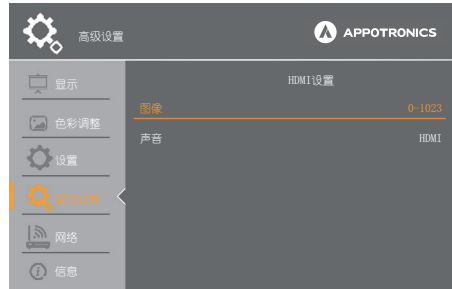 高级设置
APPOTRONICS
HDMI设置
显示
图像 0-1023
色彩调整
声音 HDMI
设置
网络
信息